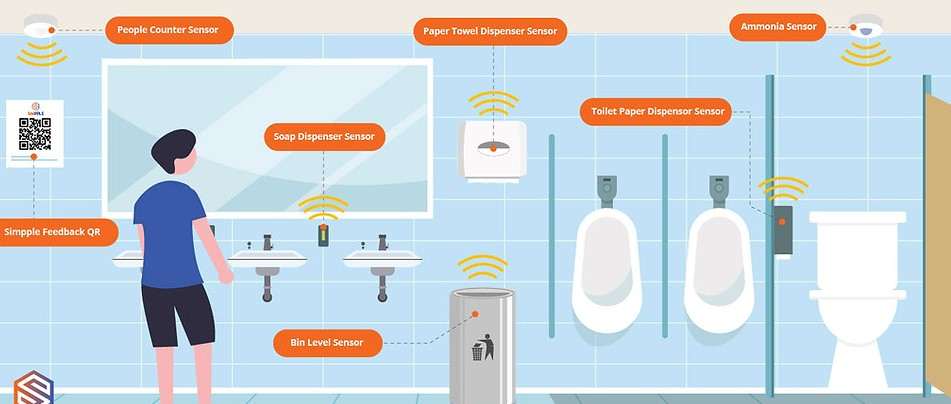 People Counter Sensor
Paper Towel Dispenser Sensor
Ammonia Sensor
Toilet Paper Dispensor Sensor
Soap Dispenser Sensor
Simpple Feedback QR
Bin Level Sensor